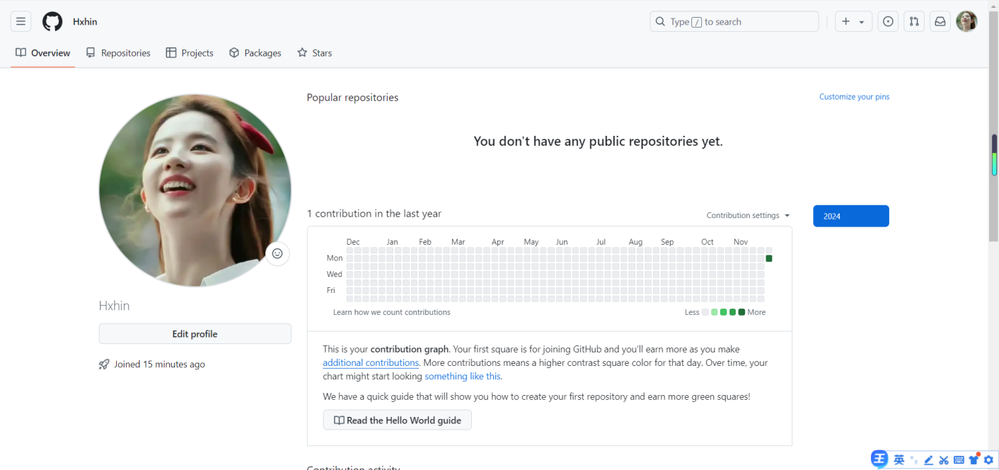 Hxhin
Type / to search
Overview
Repositories
Projects
Packages
Stars
Popular repositories
Customize your pins
You don't have any public repositories yet.
1 contribution in the last year
Contribution settings
2024
Dec Jan Feb Mar Apr May Jun Jul Aug Sep Oct Nov
Mon
Wed
Fri
Learn how we count contributions
Less
More
This is your contribution graph. Your first square is for joining GitHub and you’ll earn more as you make
additional contributions. More contributions means a higher contrast square color for that day. Over time, your
chart might start looking something like this.
We have a quick guide that will show you how to create your first repository and earn more green squares!
Read the Hello World guide
Hxhin
Edit profile
Joined 15 minutes ago
Contribution activity
王 英